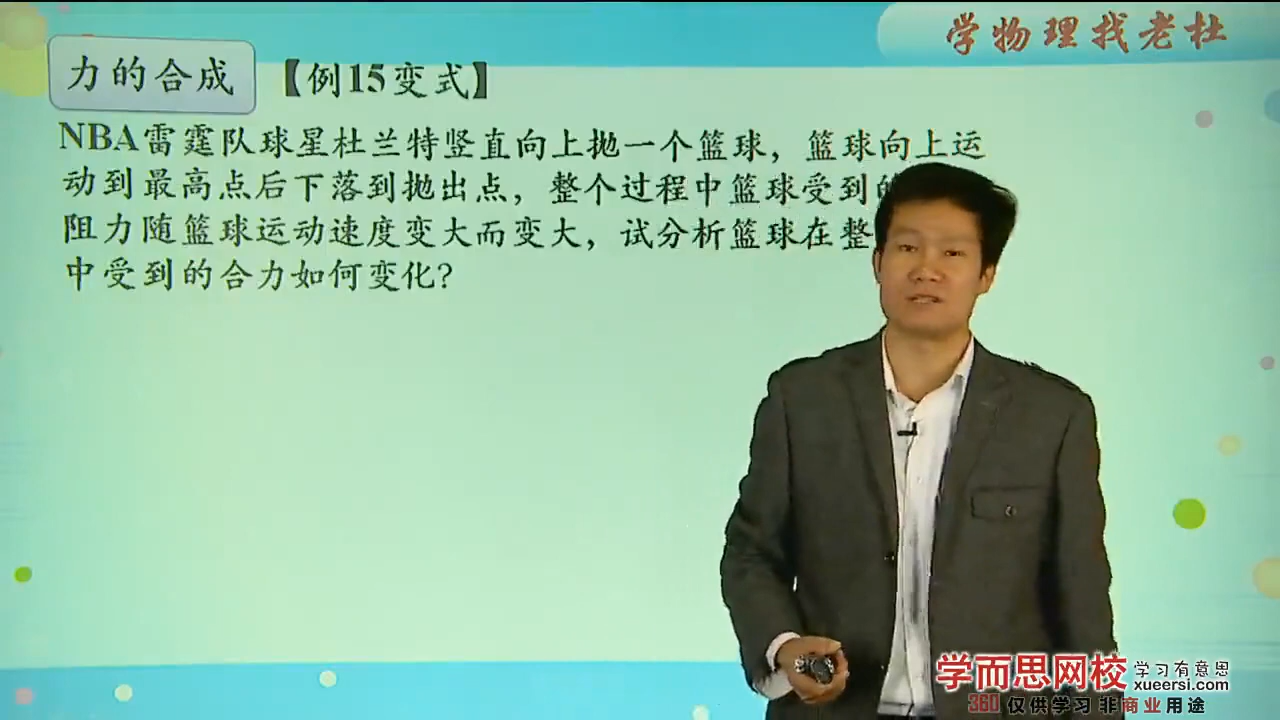 学物理找老杜
力的合成 【例15变式】
NBA雷霆队球星杜兰特竖直向上抛一个篮球，篮球向上运
动到最高点后下落到抛出点，整个过程中篮球受到的
阻力随篮球运动速度变大而变大，试分析篮球在整
中受到的合力如何变化？
学而思网校 学习有意思
xueersi.com
360 仅供学习 非商业用途